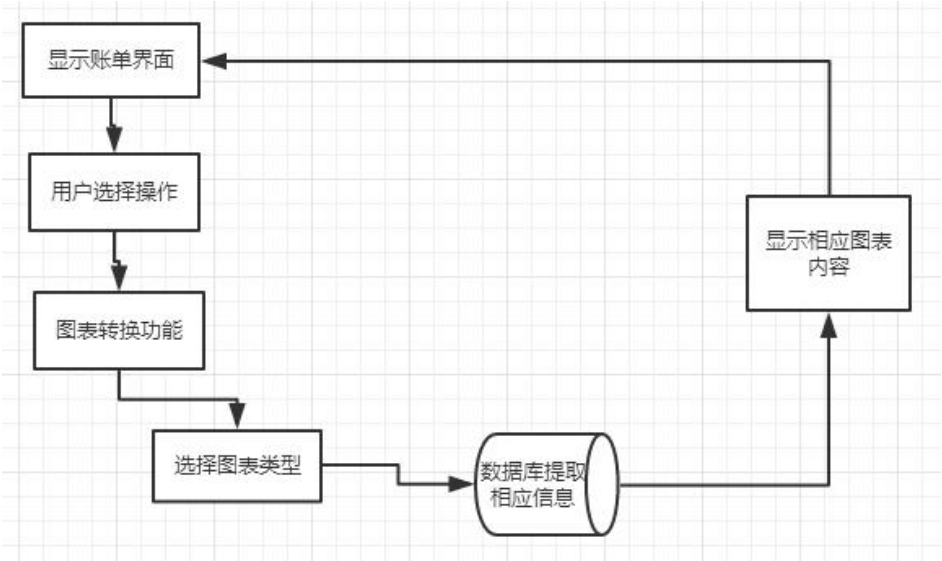 显示账单界面
用户选择操作
图表转换功能
选择图表类型
数据库提取
相应信息
显示相应图表
内容